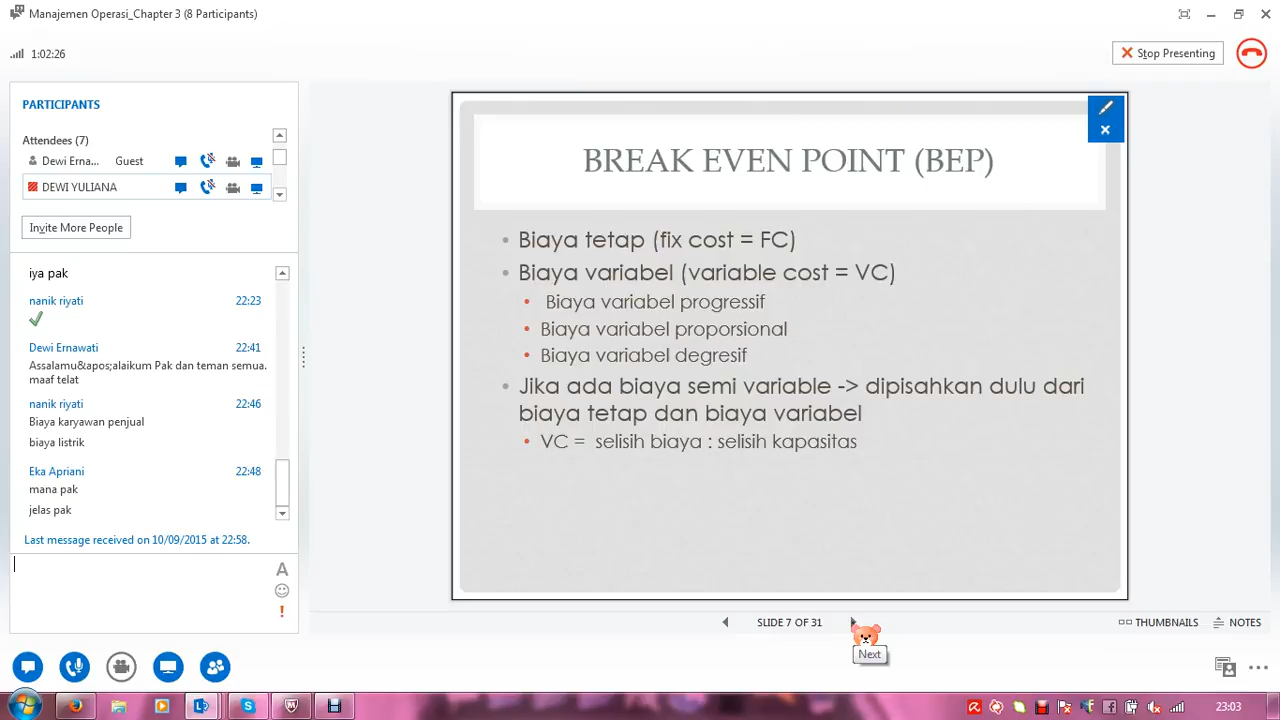 Manajemen Operasi_Chapter 3 (8 Participants)
1:02:26
Stop Presenting
PARTICIPANTS
Attendees (7)
Dewi Erna... Guest
DEWI YULIANA
Invite More People
iya pak
nanik riyati 22:23
Dewi Ernawati 22:41
Assalamu&apos;alaikum Pak dan teman semua.
maaf telat
nanik riyati 22:46
Biaya karyawan penjual
biaya listrik
Eka Apriani 22:48
mana pak
jelas pak
Last message received on 10/09/2015 at 22:58.
A
BREAK EVEN POINT (BEP)
• Biaya tetap (fix cost = FC)
• Biaya variabel (variable cost = VC)
• Biaya variabel progressif
• Biaya variabel proporsional
• Biaya variabel degresif
• Jika ada biaya semi variable -> dipisahkan dulu dari
biaya tetap dan biaya variabel
• VC = selisih biaya : selisih kapasitas
SLIDE 7 OF 31
THUMBNAILS
NOTES
Next
23:03